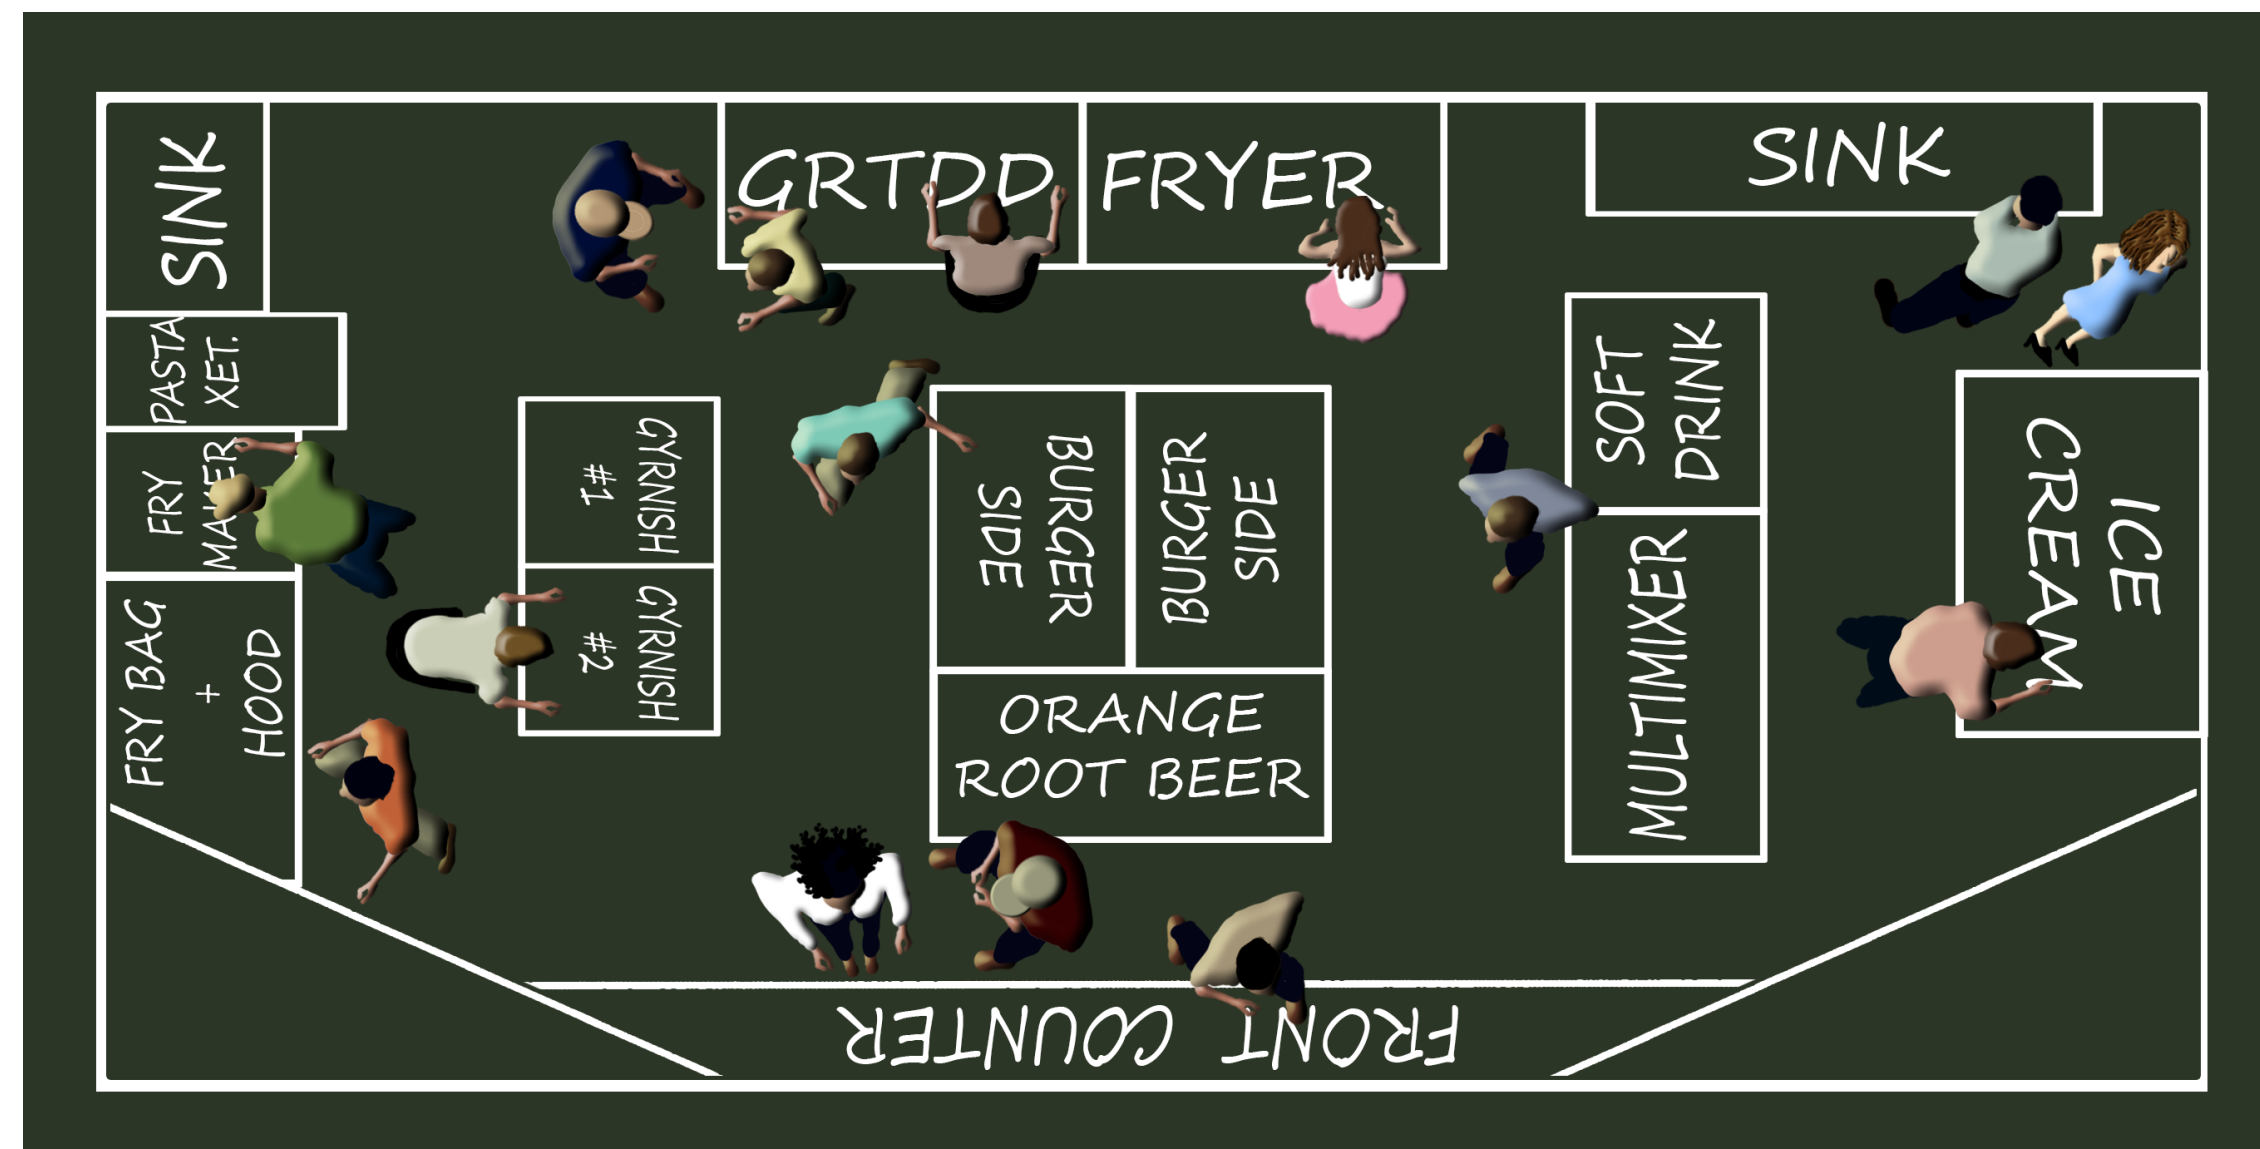 SINK
GRTDD
FRYER
SINK
PASTA
XET.
FRY
MAKER
FRY BAG
+
HOOD
GYRNISH
#1
GYRNISH
#2
BURGER
SIDE
BURGER
SIDE
ORANGE
ROOT BEER
SOFT
DRINK
MULTIMIXER
ICE
CREAM
FRONT COUNTER